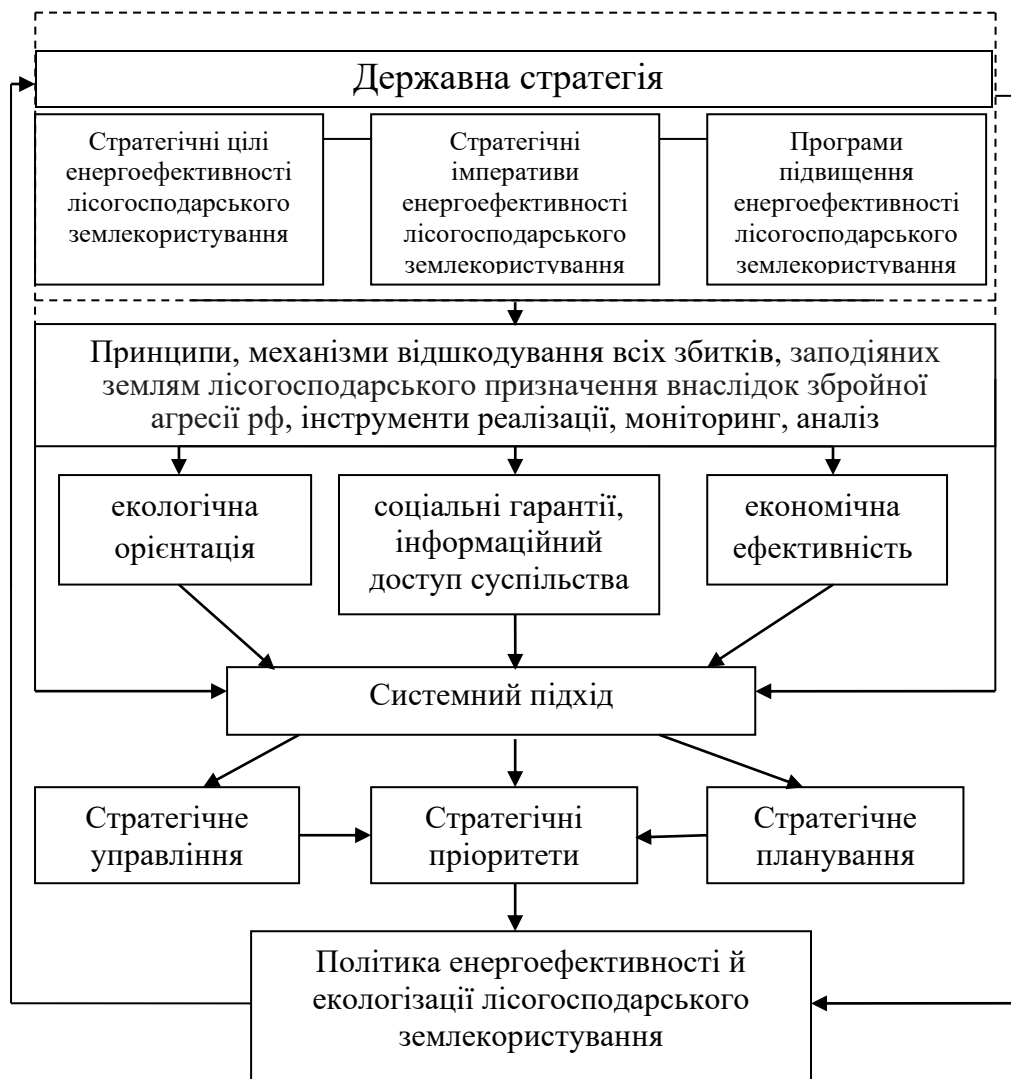 Державна стратегія
Стратегічні цілі
енергоефективності
лісогосподарського
землекористування
Стратегічні
імперативи
енергоефективності
лісогосподарського
землекористування
Програми
підвищення
енергоефективності
лісогосподарського
землекористування
Принципи, механізми відшкодування всіх збитків, заподіяних
землям лісогосподарського призначення внаслідок збройної
агресії рф, інструменти реалізації, моніторинг, аналіз
екологічна
орієнтація
соціальні гарантії,
інформаційний
доступ суспільства
економічна
ефективність
Системний підхід
Стратегічне
управління
Стратегічні
пріоритети
Стратегічне
планування
Політика енергоефективності й
екологізації лісогосподарського
землекористування